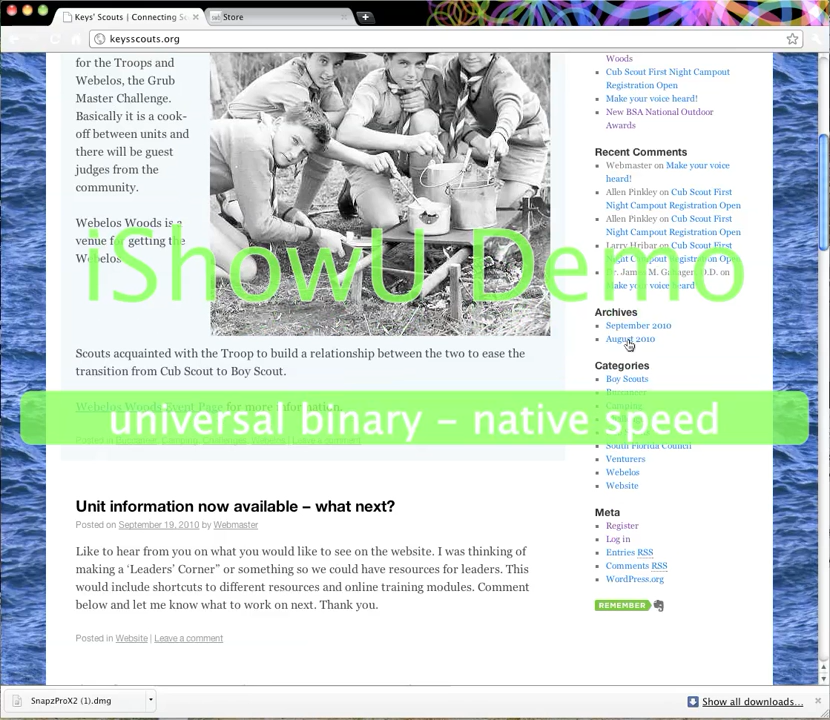 Keys' Scouts | Connecting Sc
Store
keysscouts.org
for the Troops and
Webelos, the Grub
Master Challenge.
Basically it is a cook-
off between units and
there will be guest
judges from the
community.
Webelos Woods is a
venue for getting the
Webelos
Scouts acquainted with the Troop to build a relationship between the two to ease the
transition from Cub Scout to Boy Scout.
Webelos Woods Event Page for more information.
Unit information now available – what next?
Posted on September 19, 2010 by Webmaster
Like to hear from you on what you would like to see on the website. I was thinking of
making a ‘Leaders’ Corner” or something so we could have resources for leaders. This
would include shortcuts to different resources and online training modules. Comment
below and let me know what to work on next. Thank you.
Posted in Website | Leave a comment
Woods
Cub Scout First Night Campout
Registration Open
Make your voice heard!
New BSA National Outdoor
Awards
Recent Comments
Webmaster on Make your voice
heard!
Allen Pinkley on Cub Scout First
Night Campout Registration Open
Allen Pinkley on Cub Scout First
Night Campout Registration Open
Larry Hribar on Cub Scout First
Night Campout Registration Open
Dr. James M. Gallagher O.D. on
Make your voice heard!
Archives
September 2010
August 2010
Categories
Boy Scouts
Buccaneer
Camping
South Florida Council
Venturers
Webelos
Website
Meta
Register
Log in
Entries RSS
Comments RSS
WordPress.org
REMEMBER
iShowU Demo
universal binary – native speed
SnapzProX2 (1).dmg
Show all downloads...